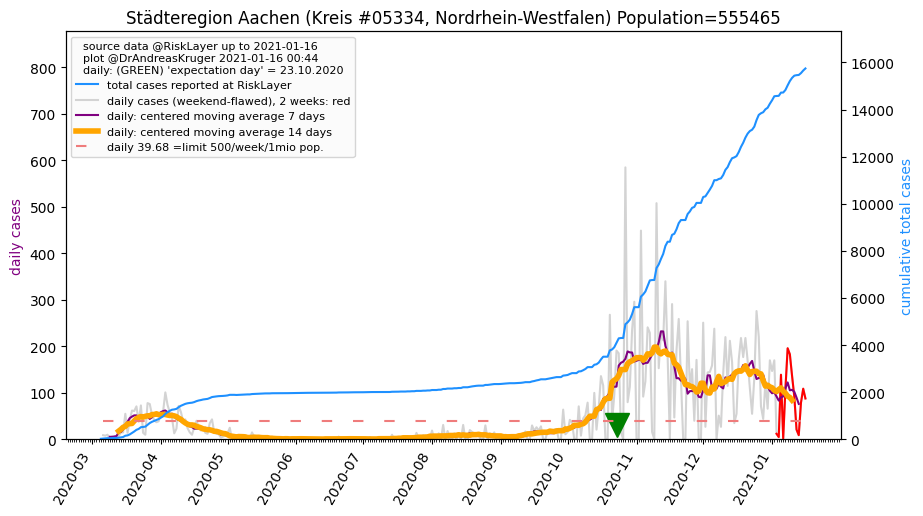 Städteregion Aachen (Kreis #05334, Nordrhein-Westfalen) Population=555465
source data @RiskLayer up to 2021-01-16
plot @DrAndreasKruger 2021-01-16 00:44
daily: (GREEN) 'expectation day' = 23.10.2020
total cases reported at RiskLayer
daily cases (weekend-flawed), 2 weeks: red
daily: centered moving average 7 days
daily: centered moving average 14 days
daily 39.68 =limit 500/week/1mio pop.
daily cases
800
700
600
500
400
300
200
100
0
cumulative total cases
16000
14000
12000
10000
8000
6000
4000
2000
0
2020-03
2020-04
2020-05
2020-06
2020-07
2020-08
2020-09
2020-10
2020-11
2020-12
2021-01